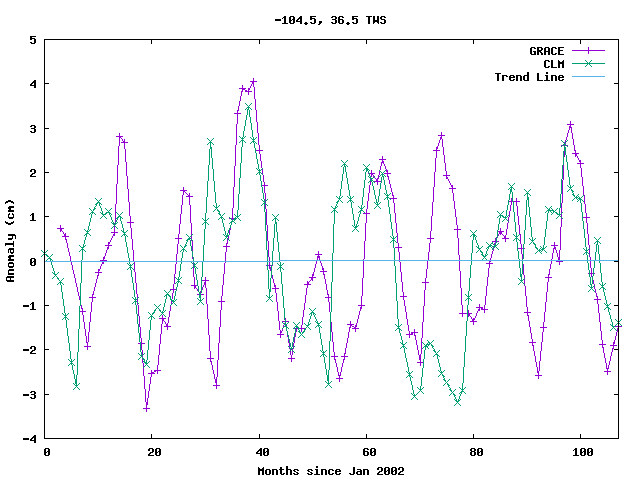 -104.5, 36.5 TWS
GRACE
CLM
Trend Line
5
4
3
2
1
0
-1
-2
-3
-4
Anomaly (cm)
0 20 40 60 80 100
Months since Jan 2002